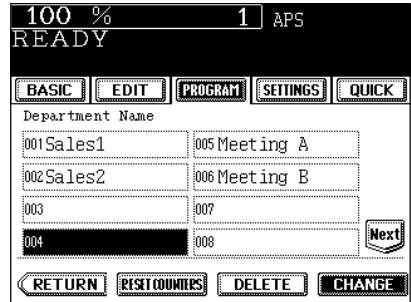 100 % 1 APS
READY
BASIC EDIT PROGRAM SETTINGS QUICK
Department Name
001 Sales1 005 Meeting A
002 Sales2 006 Meeting B
003 007
004 008 Next
RETURN RESET COUNTERS DELETE CHANGE